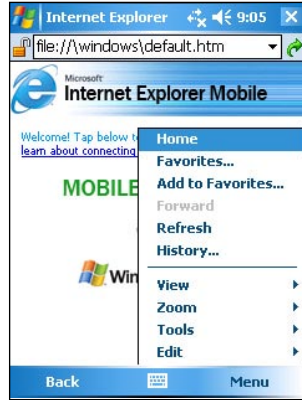 Internet Explorer 9:05
file://\windows\default.htm
Microsoft
Internet Explorer Mobile
Welcome! Tap below t
learn about connecting
MOBILE
Win
Home
Favorites...
Add to Favorites...
Forward
Refresh
History...
View
Zoom
Tools
Edit
Back Menu